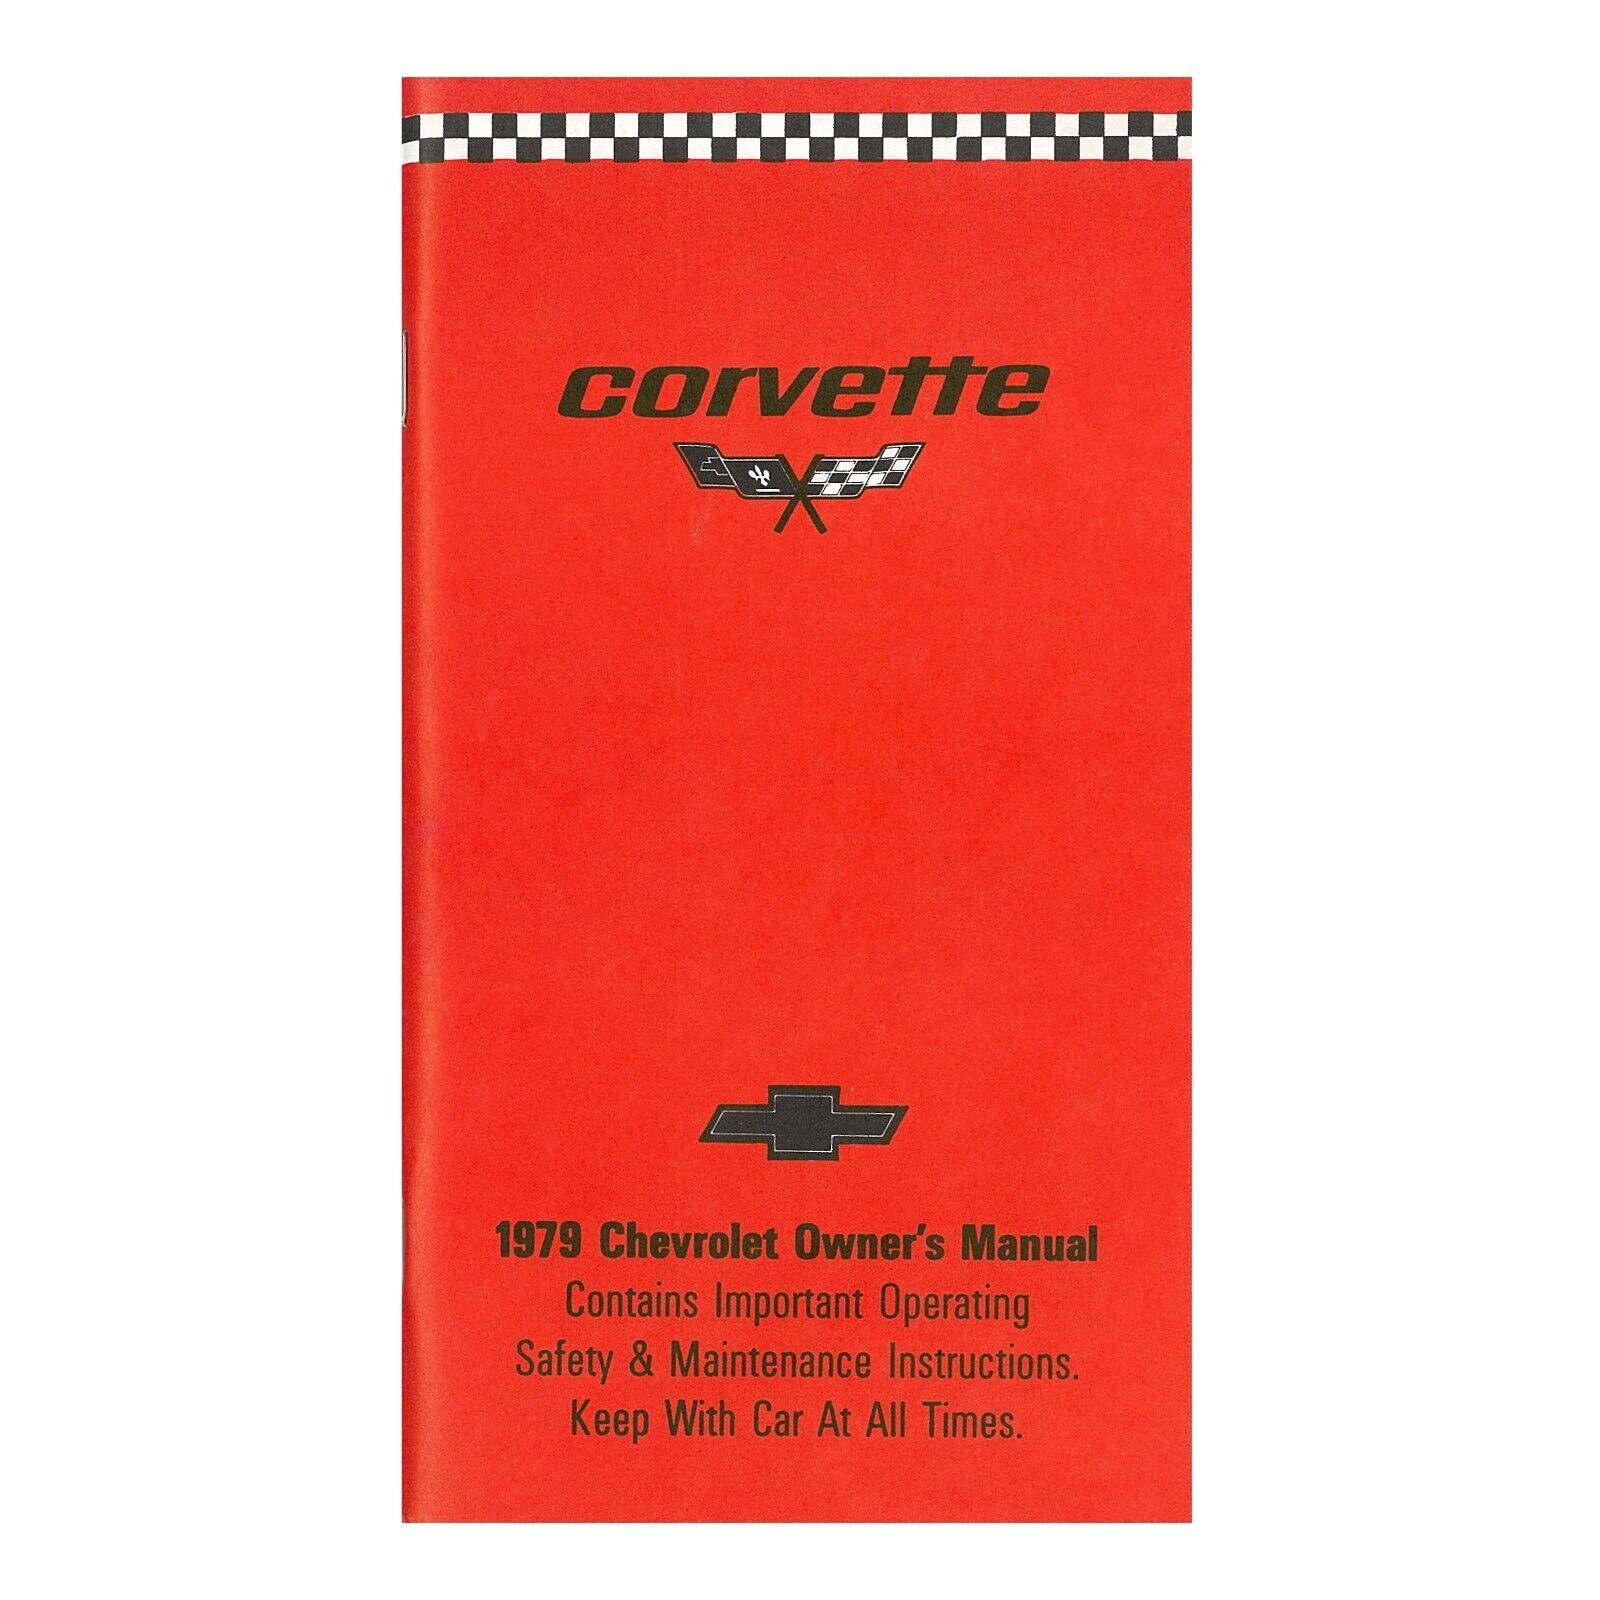 corvette
1979 Chevrolet Owner's Manual
Contains Important Operating
Safety & Maintenance Instructions.
Keep With Car At All Times.